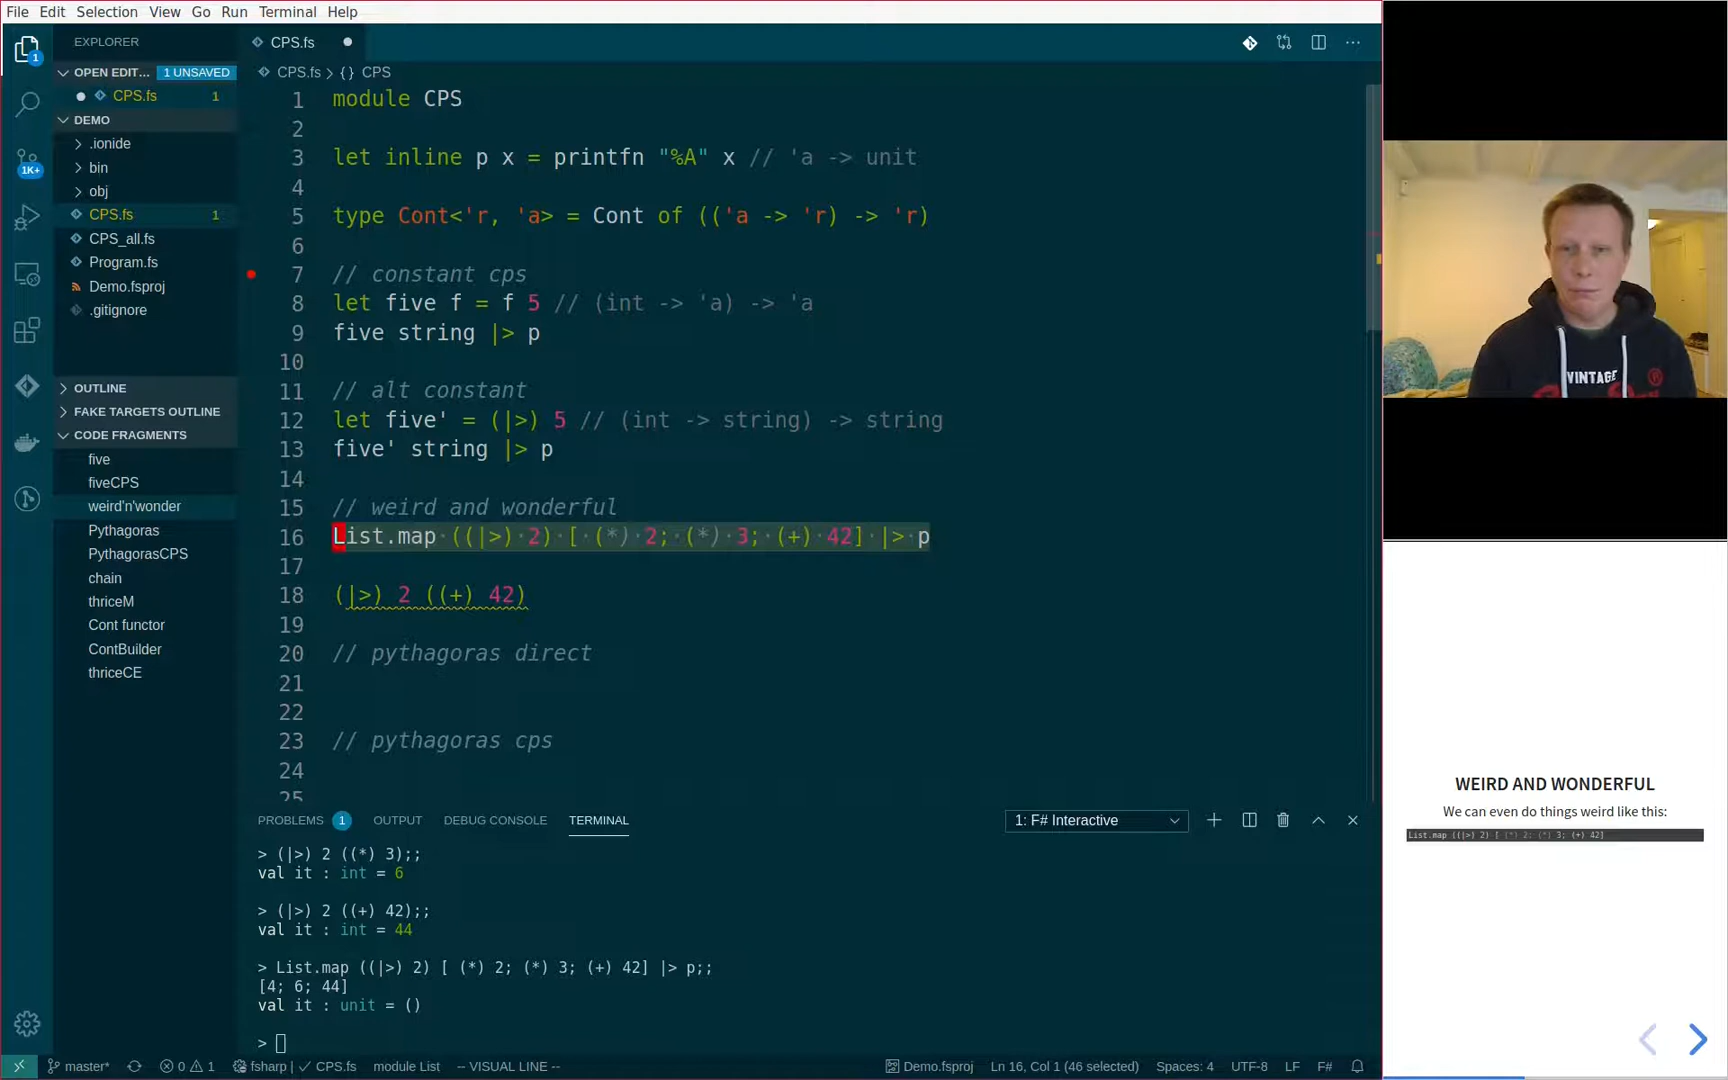 File Edit Selection View Go Run Terminal Help
EXPLORER
OPEN EDIT... 1 UNSAVED
CPS.fs 1
DEMO
.ionide
bin
obj
CPS.fs 1
CPS_all.fs
Program.fs
Demo.fsproj
.gitignore
OUTLINE
FAKE TARGETS OUTLINE
CODE FRAGMENTS
five
fiveCPS
weird'n'wonder
Pythagoras
PythagorasCPS
chain
thriceM
Cont functor
ContBuilder
thriceCE
1
1K+
CPS.fs
CPS.fs > {} CPS
1 module CPS
2
3 let inline p x = printfn "%A" x // 'a -> unit
4
5 type Cont<'r, 'a> = Cont of (('a -> 'r) -> 'r)
6
7 // constant cps
8 let five f = f 5 // (int -> 'a) -> 'a
9 five string |> p
10
11 // alt constant
12 let five' = (|>) 5 // (int -> string) -> string
13 five' string |> p
14
15 // weird and wonderful
16 List.map ((|>) 2) [ (*) 2; (*) 3; (+) 42] |> p
17
18 (|>) 2 ((+) 42)
19
20 // pythagoras direct
21
22
23 // pythagoras cps
24
25
PROBLEMS 1 OUTPUT DEBUG CONSOLE TERMINAL 1: F# Interactive
> (|>) 2 ((*) 3);;
val it : int = 6
> (|>) 2 ((+) 42);;
val it : int = 44
> List.map ((|>) 2) [ (*) 2; (*) 3; (+) 42] |> p;;
[4; 6; 44]
val it : unit = ()
>
master* 0 1 fsharp | ✓ CPS.fs module List -- VISUAL LINE -- Demo.fsproj Ln 16, Col 1 (46 selected) Spaces: 4 UTF-8 LF F#
VINTAGE
WEIRD AND WONDERFUL
We can even do things weird like this:
List.map ((|>) 2) [ (*) 2; (*) 3; (+) 42]